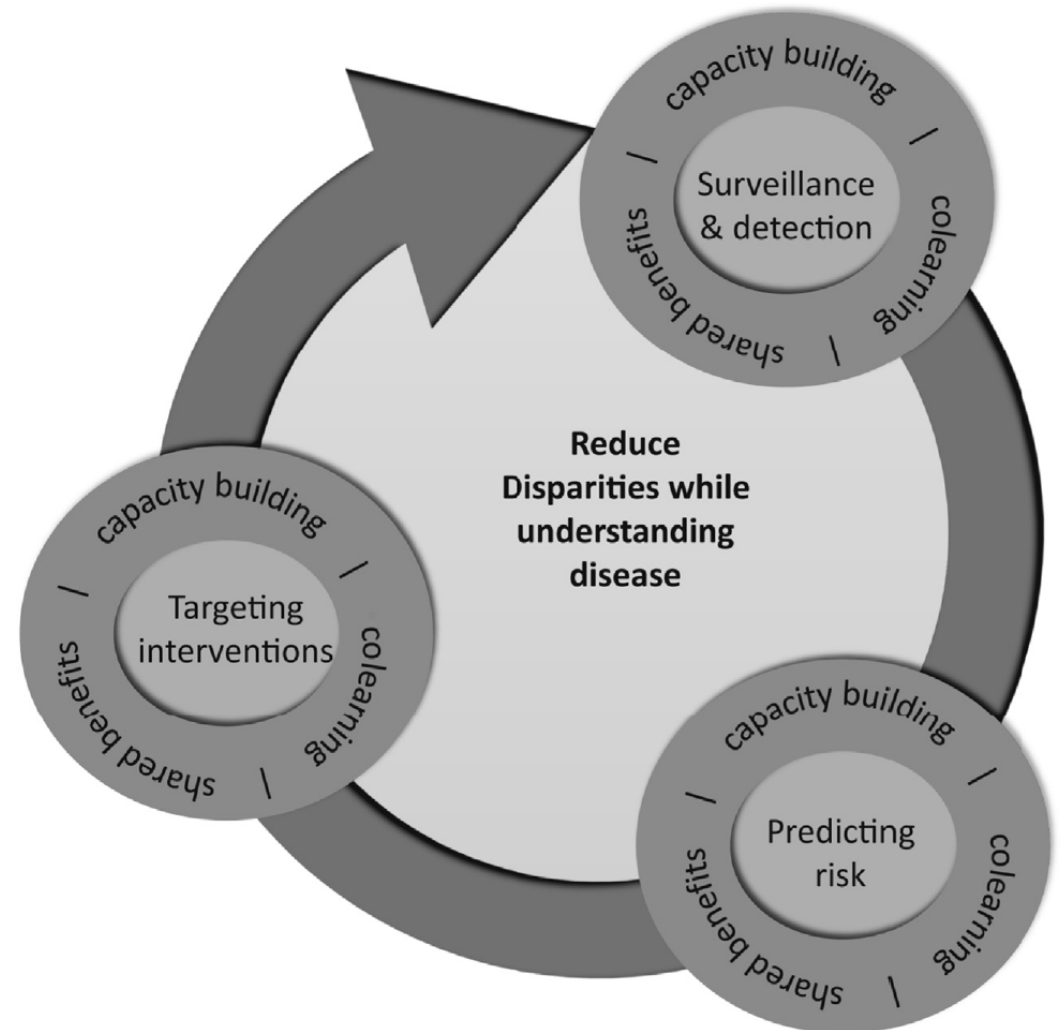 capacity building / colearning / shared benefits /
Surveillance
& detection
Reduce
Disparities while
understanding
disease
capacity building / colearning / shared benefits /
Targeting
interventions
capacity building / colearning / shared benefits /
Predicting
risk